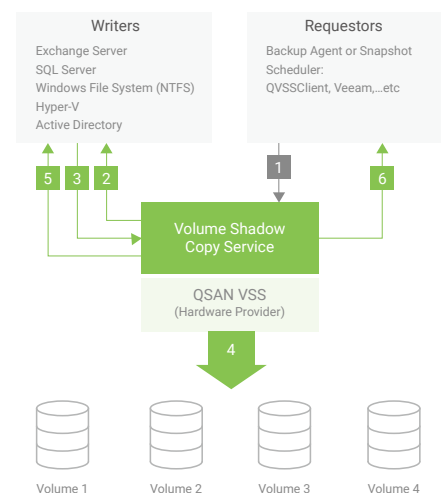 Writers
Exchange Server
SQL Server
Windows File System (NTFS)
Hyper-V
Active Directory
Requestors
Backup Agent or Snapshot
Scheduler:
QVSSClient, Veeam,...etc
5
3
2
1
6
Volume Shadow
Copy Service
QSAN VSS
(Hardware Provider)
4
Volume 1
Volume 2
Volume 3
Volume 4